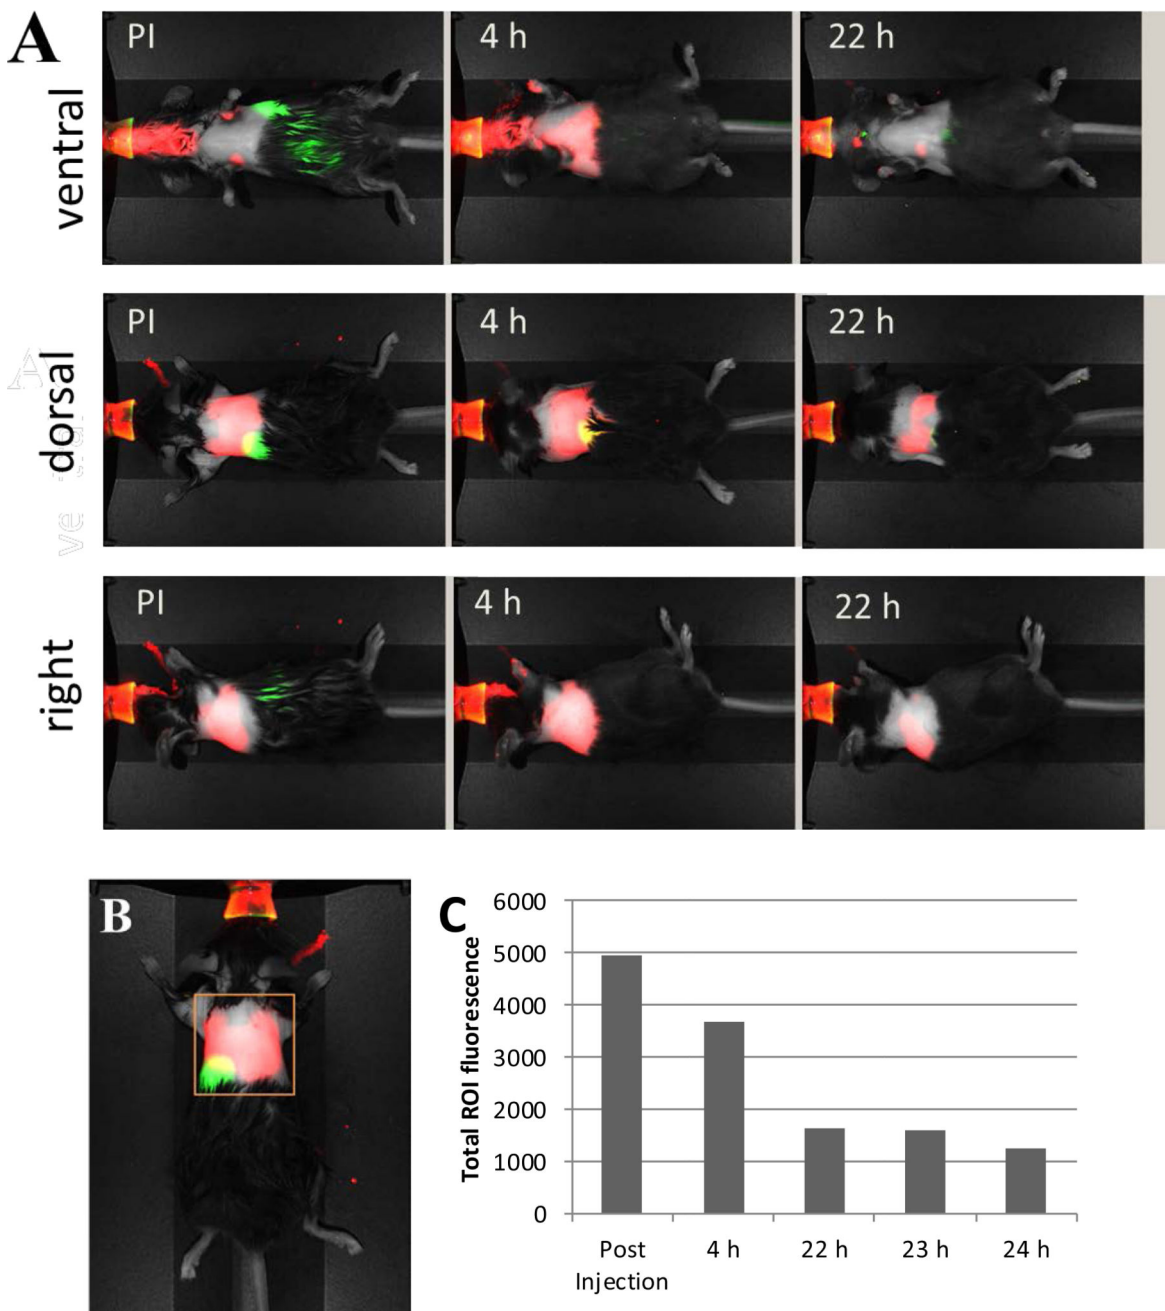 A
PI
4 h
22 h
ventral
PI
4 h
22 h
dorsal
A
ve
PI
4 h
22 h
right
B
C
Total ROI fluorescence
6000
5000
4000
3000
2000
1000
0
Post Injection
4 h
22 h
23 h
24 h